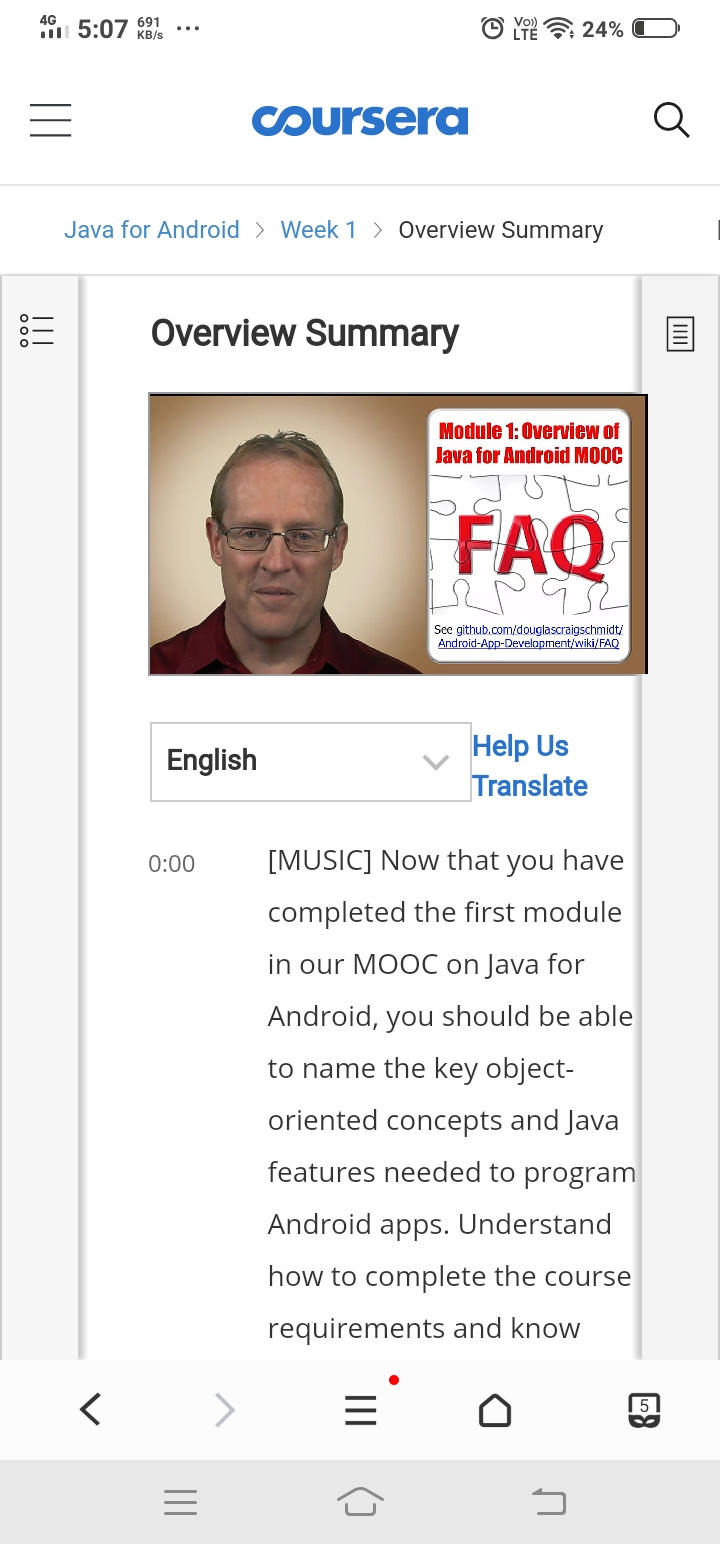 4G 5:07 691 KB/s ... Vo)) LTE 24%
coursera
Java for Android > Week 1 > Overview Summary
Overview Summary
Module 1: Overview of
Java for Android MOOC
FAQ
See github.com/douglascraigschmidt/
Android-App-Development/wiki/FAQ
English
Help Us
Translate
0:00
[MUSIC] Now that you have
completed the first module
in our MOOC on Java for
Android, you should be able
to name the key object-
oriented concepts and Java
features needed to program
Android apps. Understand
how to complete the course
requirements and know
5